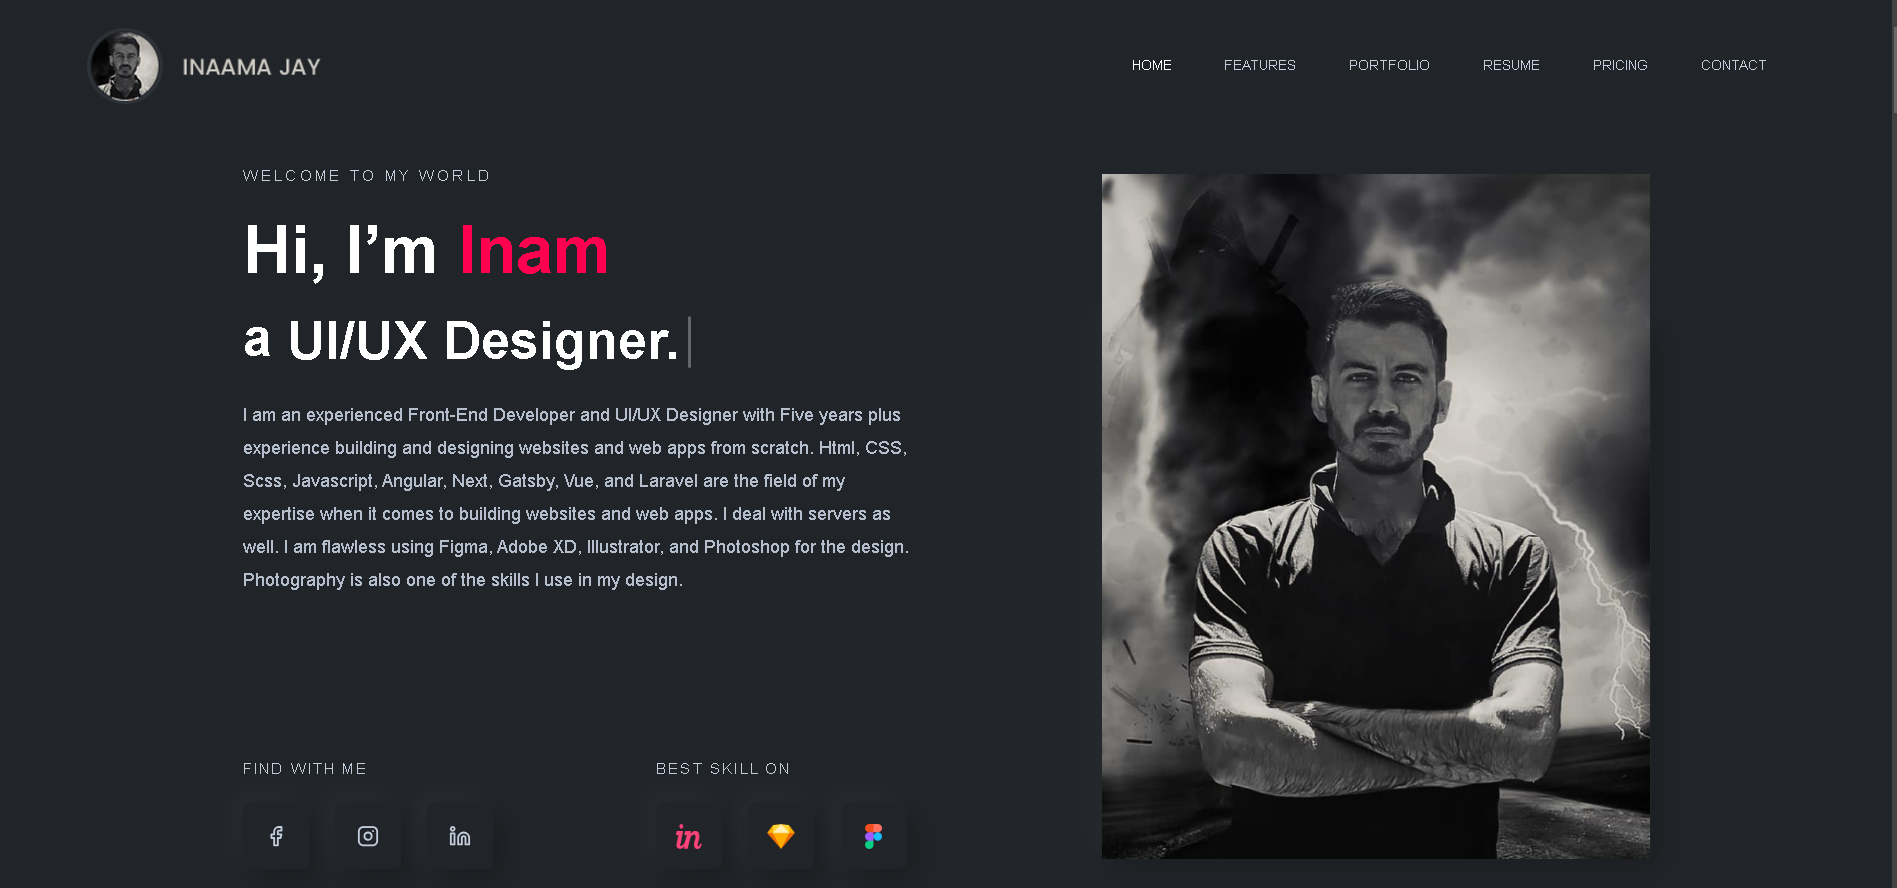 INAAMA JAY
HOME FEATURES PORTFOLIO RESUME PRICING CONTACT
WELCOME TO MY WORLD
Hi, I’m Inam
a UI/UX Designer.
I am an experienced Front-End Developer and UI/UX Designer with Five years plus
experience building and designing websites and web apps from scratch. Html, CSS,
Scss, Javascript, Angular, Next, Gatsby, Vue, and Laravel are the field of my
expertise when it comes to building websites and web apps. I deal with servers as
well. I am flawless using Figma, Adobe XD, Illustrator, and Photoshop for the design.
Photography is also one of the skills I use in my design.
FIND WITH ME
BEST SKILL ON
in